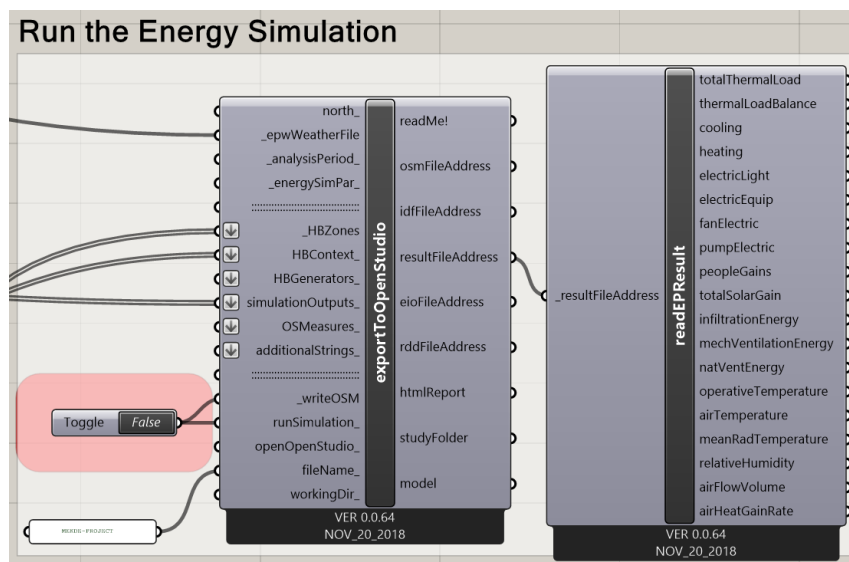 Run the Energy Simulation
north_
_epwWeatherFile
_analysisPeriod_
_energySimPar_
_HBZones
HBContext_
HBGenerators_
simulationOutputs_
OSMeasures_
additionalStrings_
_writeOSM
runSimulation_
openOpenStudio_
fileName_
workingDir_
exportToOpenStudio
readMe!
osmFileAddress
idfFileAddress
resultFileAddress
eioFileAddress
rddFileAddress
htmlReport
studyFolder
model
VER 0.0.64
NOV_20_2018
Toggle False
_resultFileAddress
readEPResult
totalThermalLoad
thermalLoadBalance
cooling
heating
electricLight
electricEquip
fanElectric
pumpElectric
peopleGains
totalSolarGain
infiltrationEnergy
mechVentilationEnergy
natVentEnergy
operativeTemperature
airTemperature
meanRadTemperature
relativeHumidity
airFlowVolume
airHeatGainRate
VER 0.0.64
NOV_20_2018